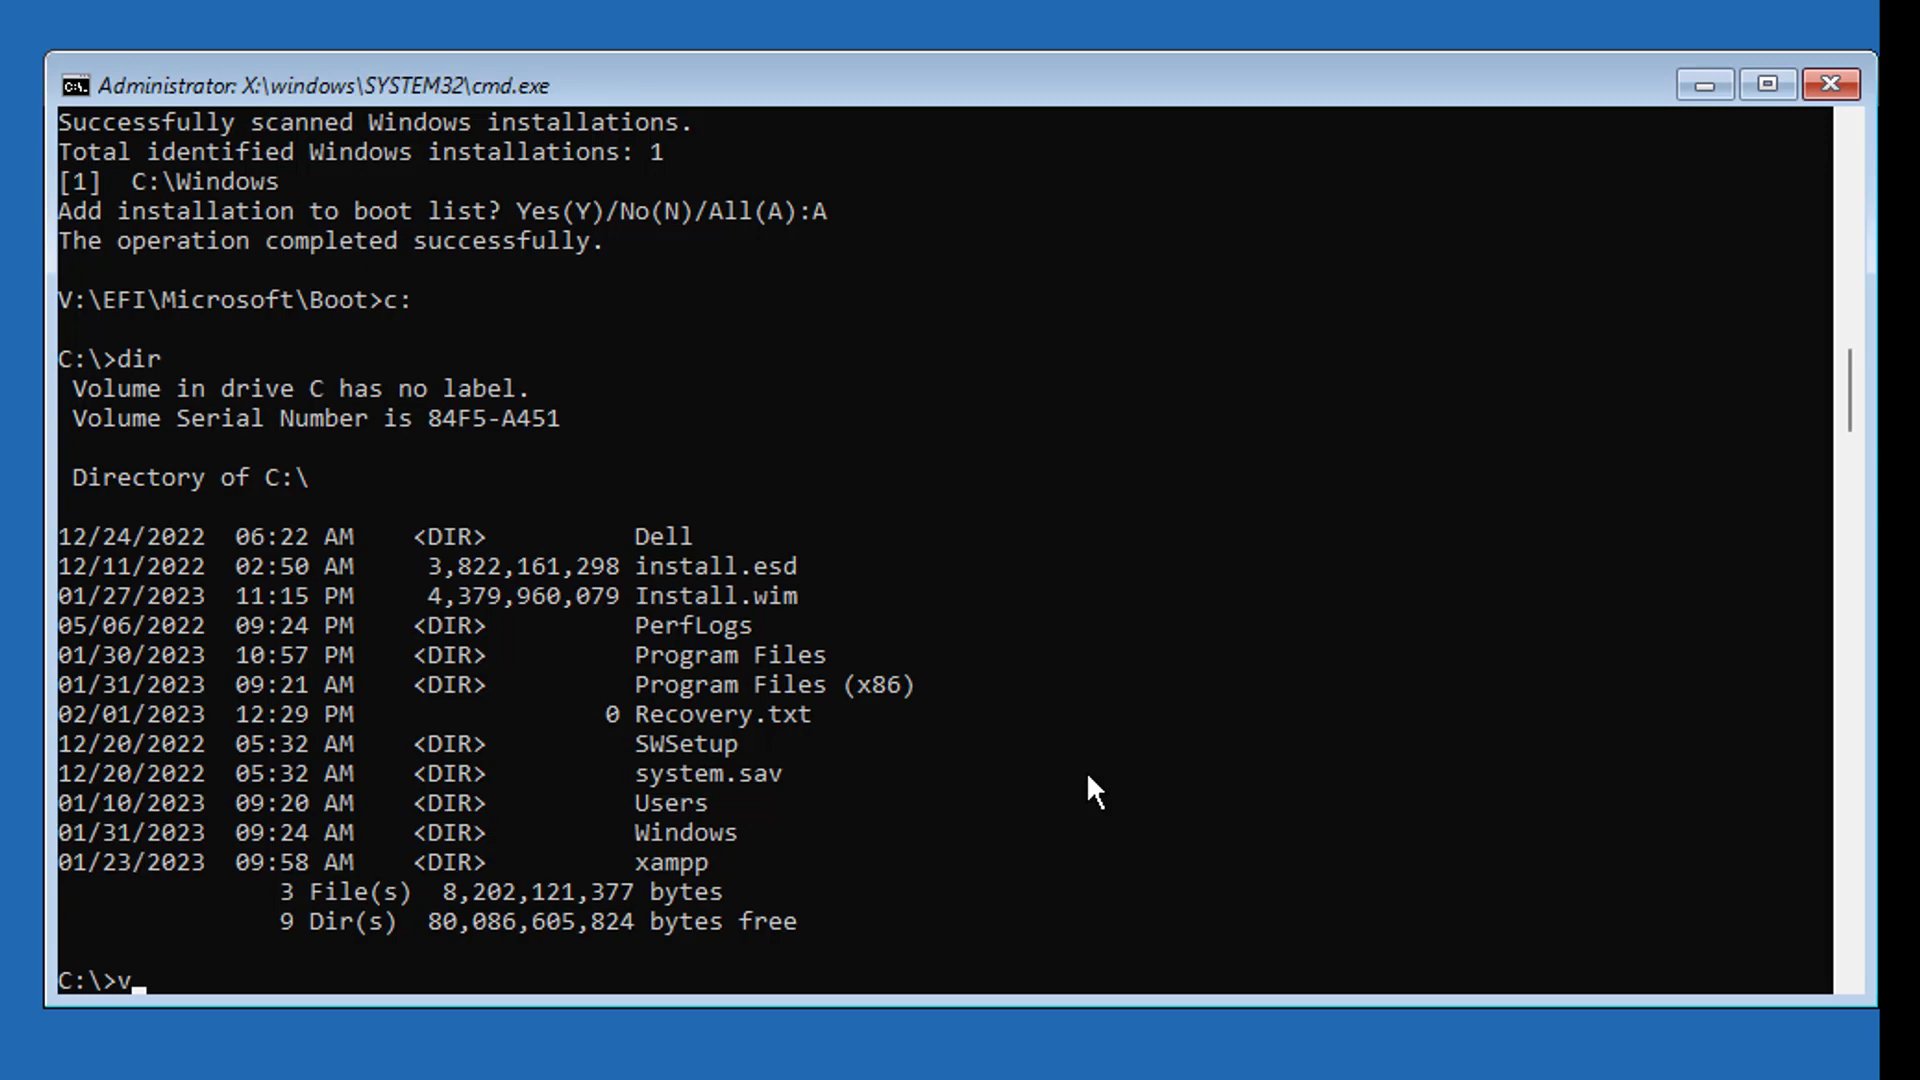 Administrator: X:\windows\SYSTEM32\cmd.exe
Successfully scanned Windows installations.
Total identified Windows installations: 1
[1]  C:\Windows
Add installation to boot list? Yes(Y)/No(N)/All(A):A
The operation completed successfully.
V:\EFI\Microsoft\Boot>c:
C:\>dir
 Volume in drive C has no label.
 Volume Serial Number is 84F5-A451
 Directory of C:\
12/24/2022  06:22 AM    <DIR>          Dell
12/11/2022  02:50 AM     3,822,161,298 install.esd
01/27/2023  11:15 PM     4,379,960,079 Install.wim
05/06/2022  09:24 PM    <DIR>          PerfLogs
01/30/2023  10:57 PM    <DIR>          Program Files
01/31/2023  09:21 AM    <DIR>          Program Files (x86)
02/01/2023  12:29 PM                 0 Recovery.txt
12/20/2022  05:32 AM    <DIR>          SWSetup
12/20/2022  05:32 AM    <DIR>          system.sav
01/10/2023  09:20 AM    <DIR>          Users
01/31/2023  09:24 AM    <DIR>          Windows
01/23/2023  09:58 AM    <DIR>          xampp
               3 File(s)  8,202,121,377 bytes
               9 Dir(s)  80,086,605,824 bytes free
C:\>v